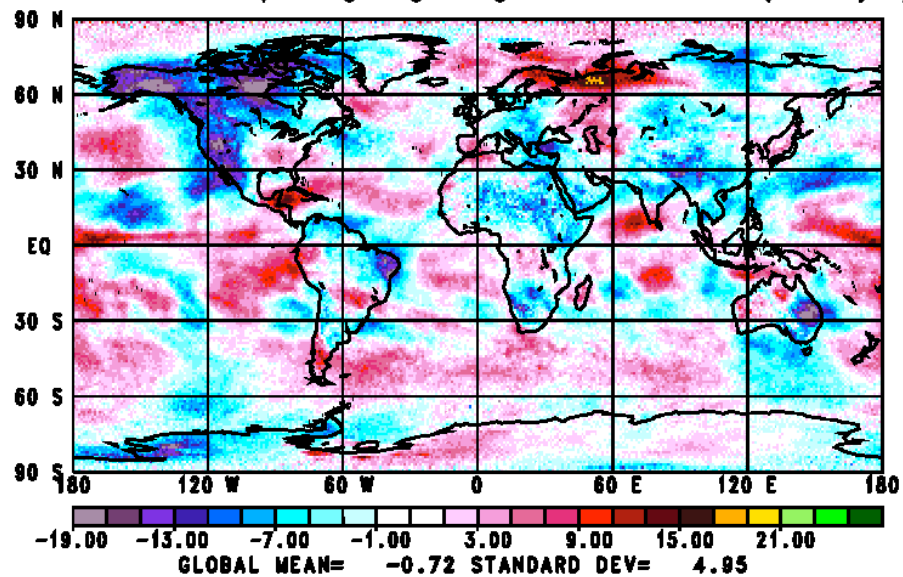 90 N
60 N
30 N
EQ
30 S
60 S
90 S
180 120 W 60 W 0 60 E 120 E 180
-19.00 -13.00 -7.00 -1.00 3.00 9.00 15.00 21.00
GLOBAL MEAN= -0.72 STANDARD DEV= 4.95